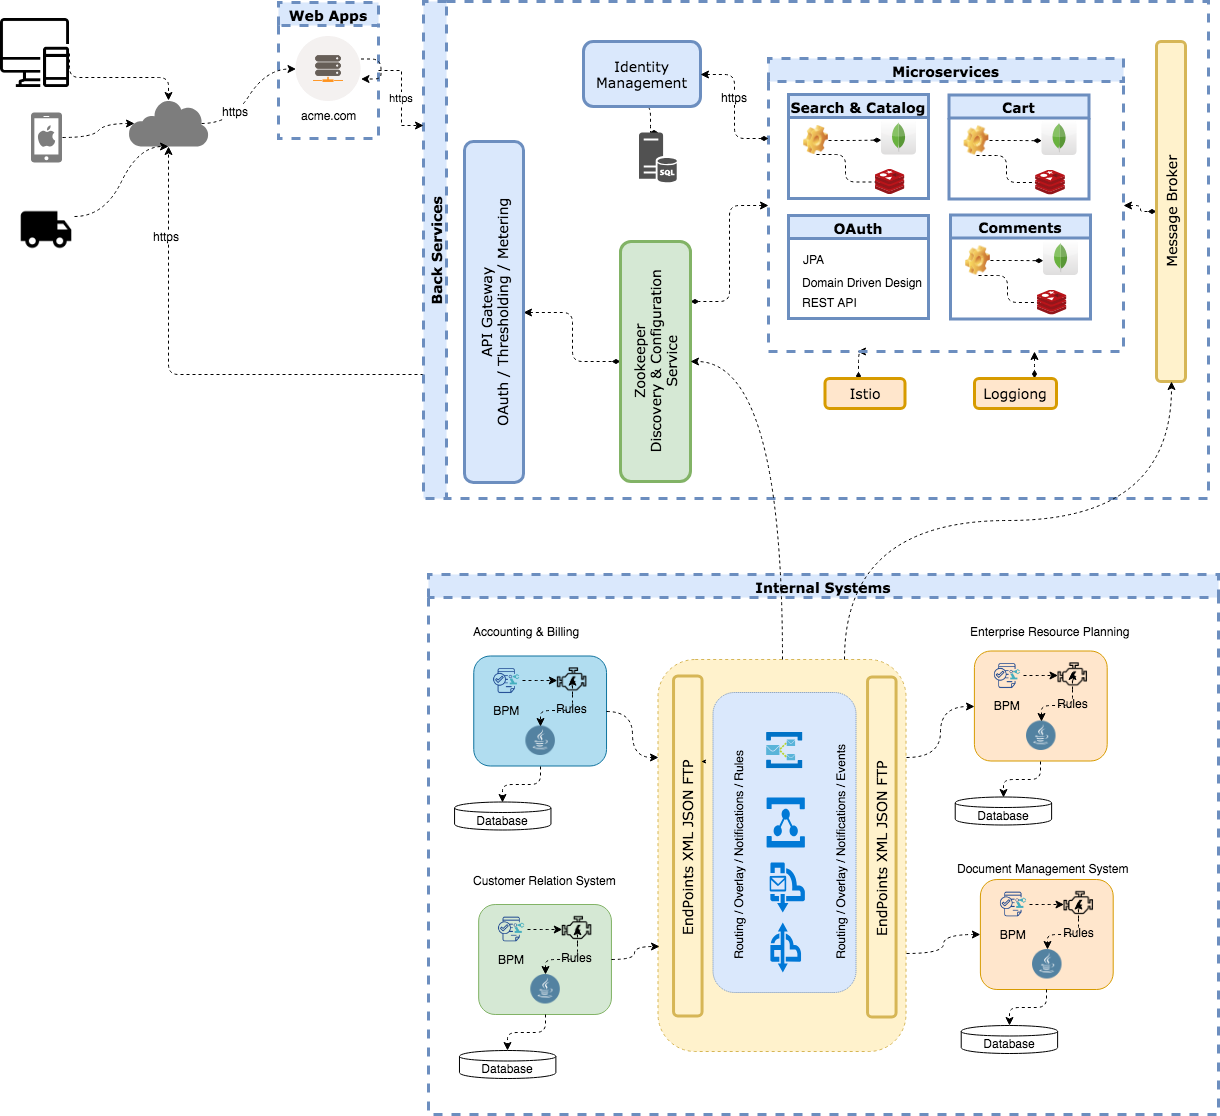 Web Apps
acme.com
https
https
https
Back Services
API Gateway
OAuth / Thresholding / Metering
Identity
Management
SQL
https
Zookeeper
Discovery & Configuration
Service
Microservices
Search & Catalog
Cart
OAuth
JPA
Domain Driven Design
REST API
Comments
Istio
Loggiong
Message Broker
Internal Systems
Accounting & Billing
BPM
Rules
Database
Customer Relation System
BPM
Rules
Database
EndPoints XML JSON FTP
Routing / Overlay / Notifications / Rules
Routing / Overlay / Notifications / Events
EndPoints XML JSON FTP
Enterprise Resource Planning
BPM
Rules
Database
Document Management System
BPM
Rules
Database